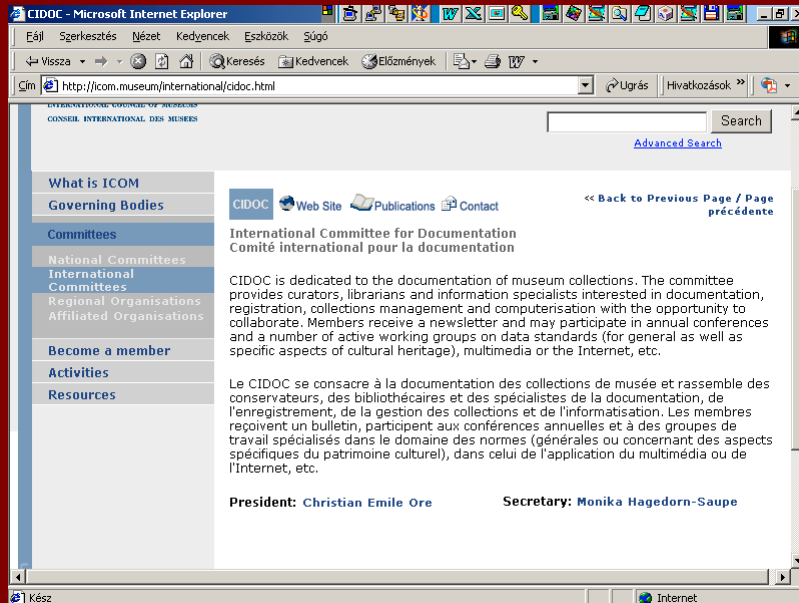 CIDOC - Microsoft Internet Explorer
Fájl Szerkesztés Nézet Kedvencek Eszközök Súgó
Vissza Keresés Kedvencek Előzmények
Cím http://icom.museum/international/cidoc.html Ugrás Hivatkozások »
INTERNATIONAL COUNCIL OF MUSEUMS
CONSEIL INTERNATIONAL DES MUSEES
Search
Advanced Search
What is ICOM
Governing Bodies
Committees
National Committees
International
Committees
Regional Organisations
Affiliated Organisations
Become a member
Activities
Resources
CIDOC Web Site Publications Contact
<< Back to Previous Page / Page
précédente
International Committee for Documentation
Comité international pour la documentation
CIDOC is dedicated to the documentation of museum collections. The committee
provides curators, librarians and information specialists interested in documentation,
registration, collections management and computerisation with the opportunity to
collaborate. Members receive a newsletter and may participate in annual conferences
and a number of active working groups on data standards (for general as well as
specific aspects of cultural heritage), multimedia or the Internet, etc.
Le CIDOC se consacre à la documentation des collections de musée et rassemble des
conservateurs, des bibliothécaires et des spécialistes de la documentation, de
l'enregistrement, de la gestion des collections et de l'informatisation. Les membres
reçoivent un bulletin, participent aux conférences annuelles et à des groupes de
travail spécialisés dans le domaine des normes (générales ou concernant des aspects
spécifiques du patrimoine culturel), dans celui de l'application du multimédia ou de
l'Internet, etc.
President: Christian Emile Ore Secretary: Monika Hagedorn-Saupe
Kész Internet